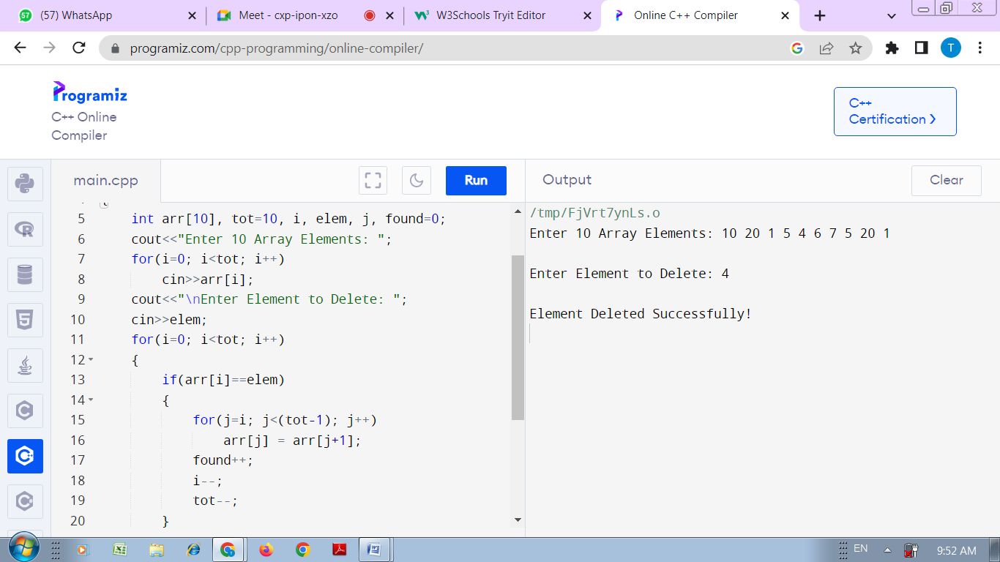 (57) WhatsApp
Meet - cxp-ipon-xzo
W3Schools Tryit Editor
Online C++ Compiler
programiz.com/cpp-programming/online-compiler/
T
Programiz
C++ Online
Compiler
C++
Certification
main.cpp
Run
Output
Clear
5 int arr[10], tot=10, i, elem, j, found=0;
6 cout<<"Enter 10 Array Elements: ";
7 for(i=0; i<tot; i++)
8 cin>>arr[i];
9 cout<<"\nEnter Element to Delete: ";
10 cin>>elem;
11 for(i=0; i<tot; i++)
12 {
13 if(arr[i]==elem)
14 {
15 for(j=i; j<(tot-1); j++)
16 arr[j] = arr[j+1];
17 found++;
18 i--;
19 tot--;
20 }
/tmp/FjVrt7ynLs.o
Enter 10 Array Elements: 10 20 1 5 4 6 7 5 20 1
Enter Element to Delete: 4
Element Deleted Successfully!
EN
9:52 AM